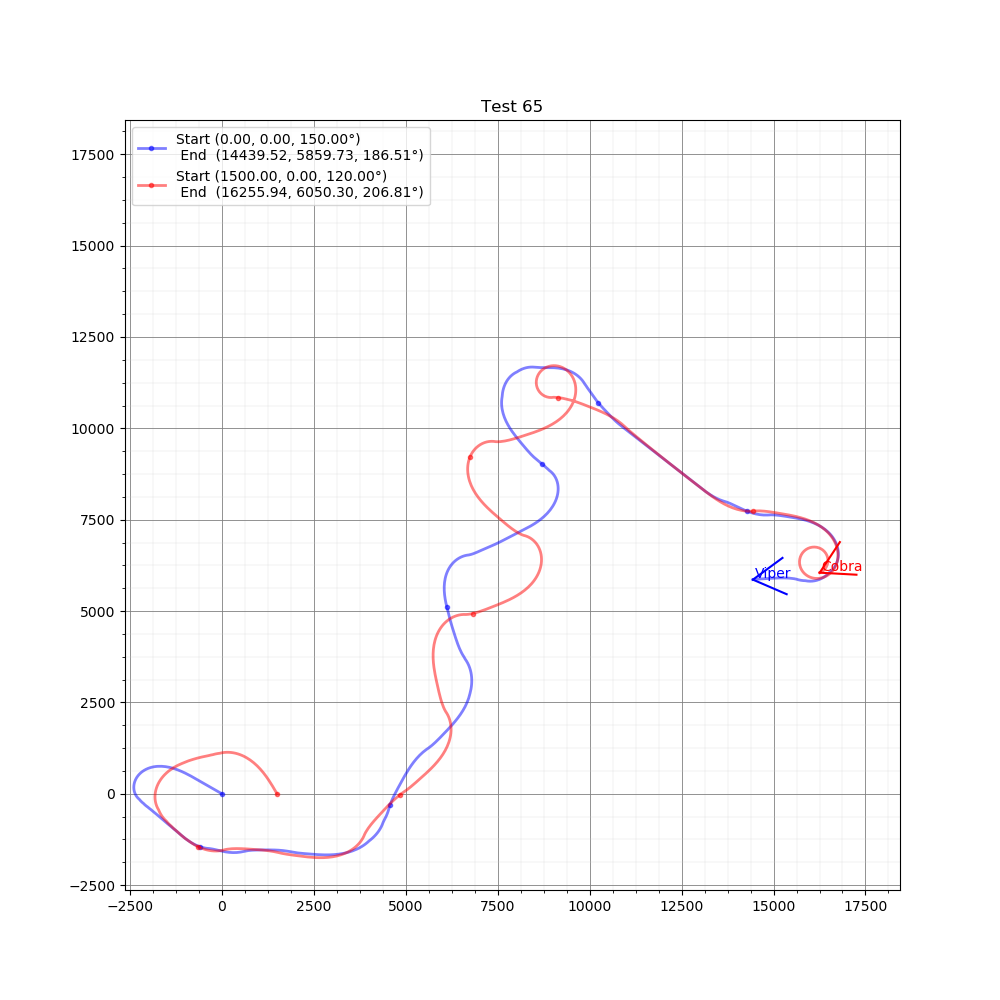 Test 65
Start (0.00, 0.00, 150.00°)
End (14439.52, 5859.73, 186.51°)
Start (1500.00, 0.00, 120.00°)
End (16255.94, 6050.30, 206.81°)
17500
15000
12500
10000
7500
5000
2500
0
−2500
Viper
Cobra
−2500 0 2500 5000 7500 10000 12500 15000 17500